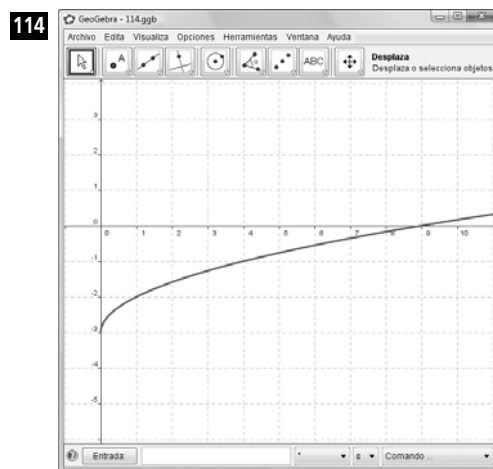 114
GeoGebra - 114.ggb
Archivo Edita Visualiza Opciones Herramientas Ventana Ayuda
A
ABC
Desplaza
Desplaza o selecciona objetos
3
2
1
0
0 1 2 3 4 5 6 7 8 9 10
-1
-2
-3
-4
-5
Entrada:
Comando ...